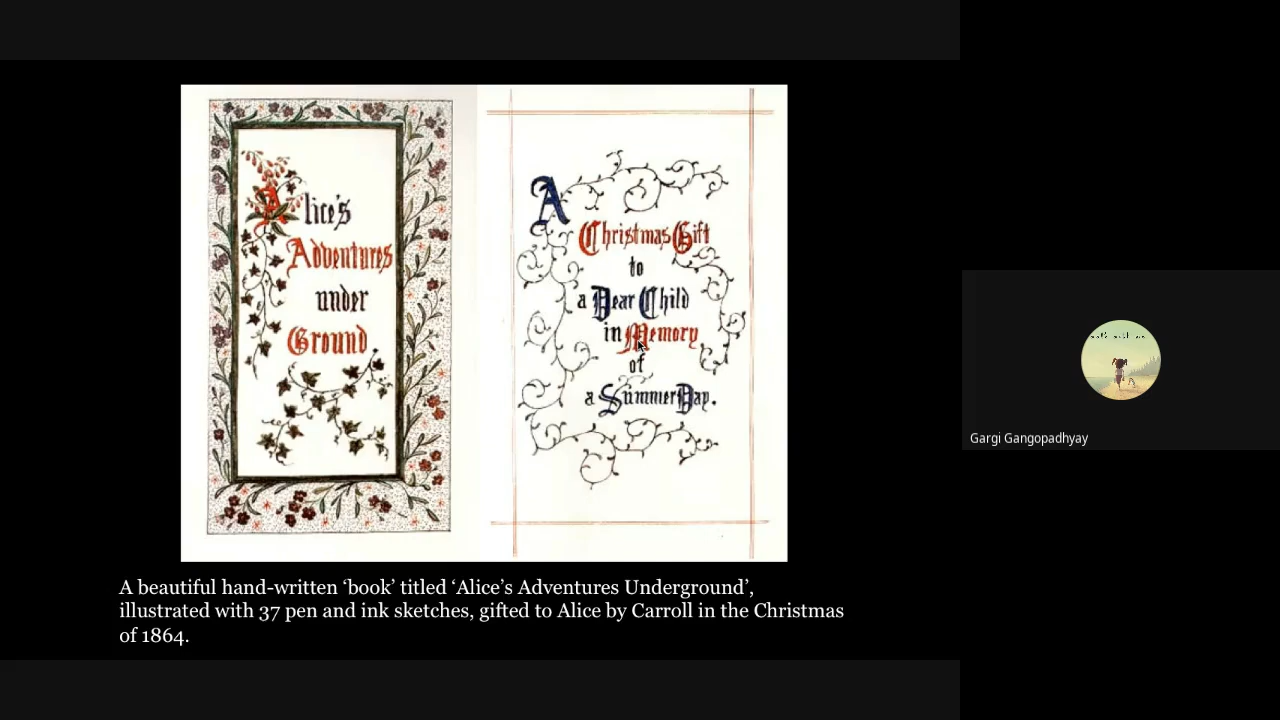 Alice's
Adventures
under
Ground
A
Christmas Gift
to
a Dear Child
in Memory
of
a Summer Day.
A beautiful hand-written ‘book’ titled ‘Alice’s Adventures Underground’,
illustrated with 37 pen and ink sketches, gifted to Alice by Carroll in the Christmas
of 1864.
Gargi Gangopadhyay